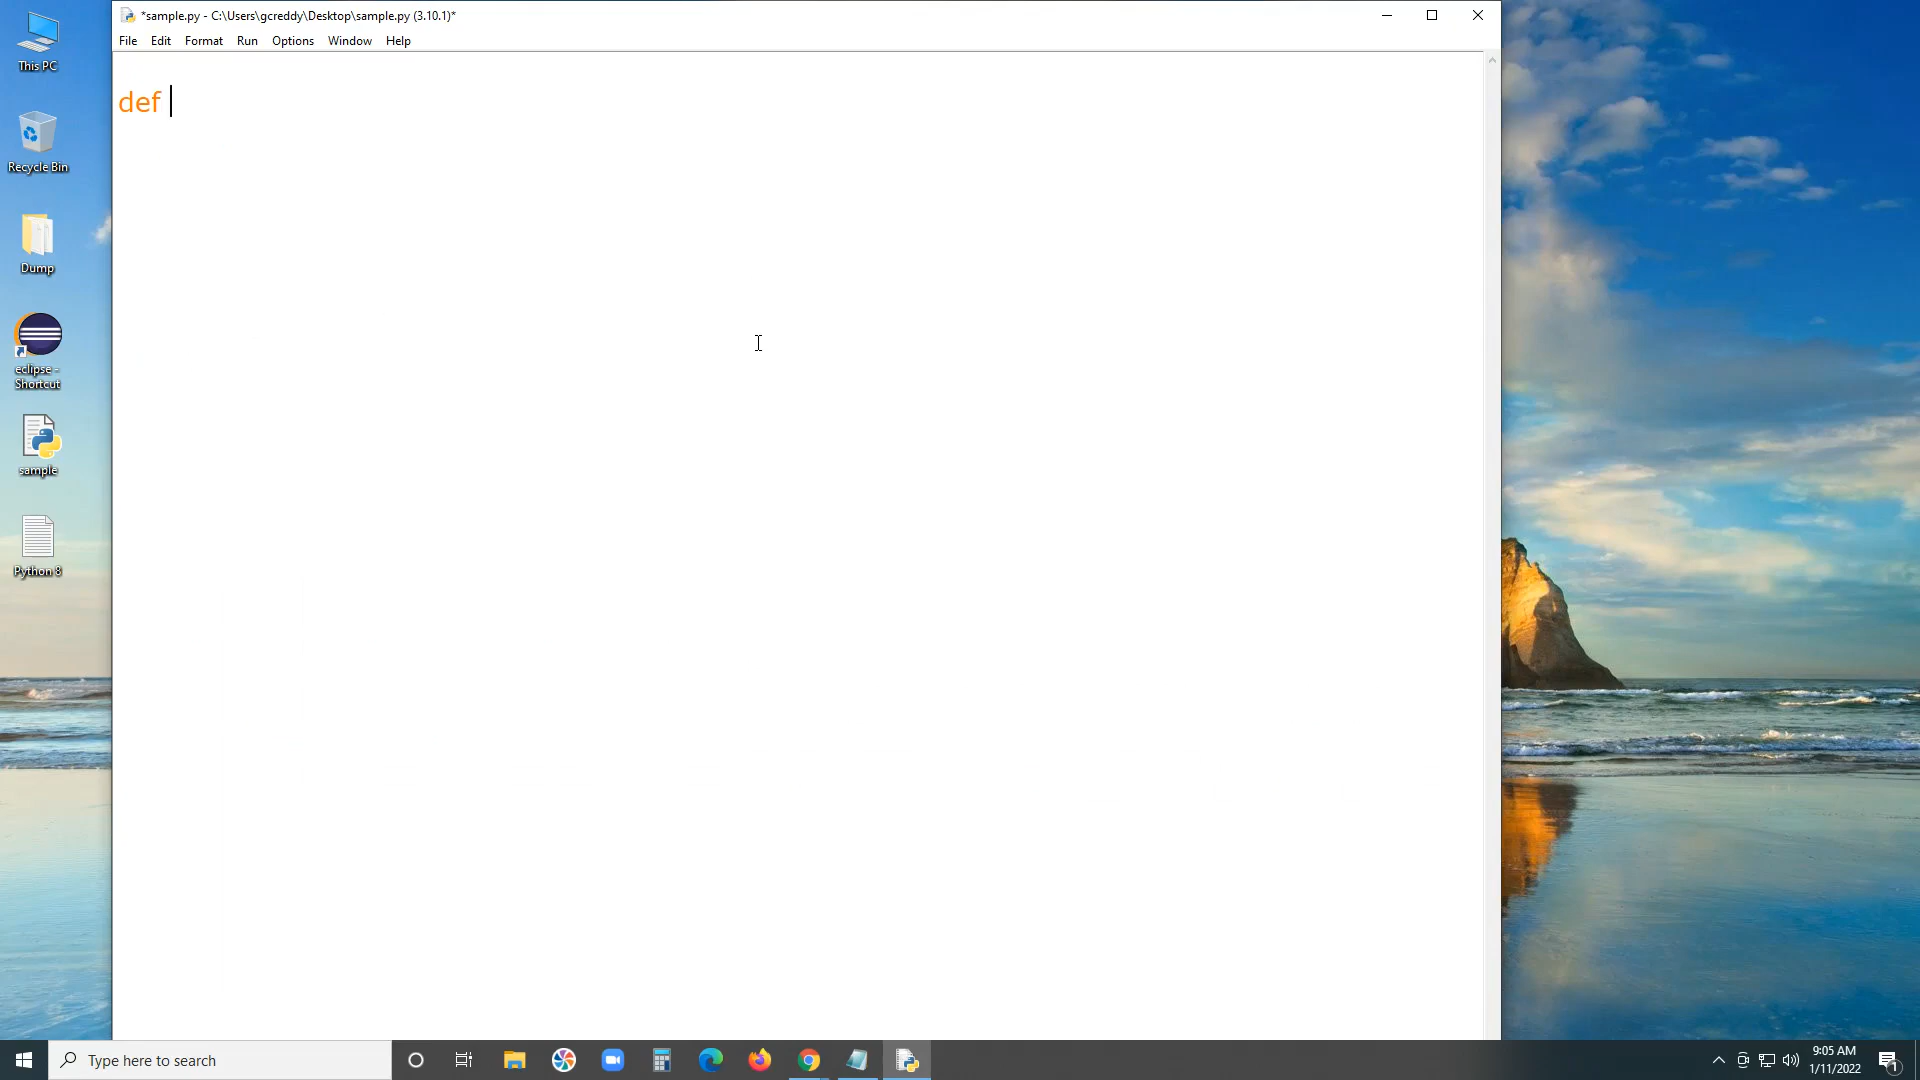 *sample.py - C:\Users\gcreddy\Desktop\sample.py (3.10.1)*
File Edit Format Run Options Window Help
def
This PC
Recycle Bin
Dump
eclipse -
Shortcut
sample
Python 8
Type here to search
9:05 AM
1/11/2022
1